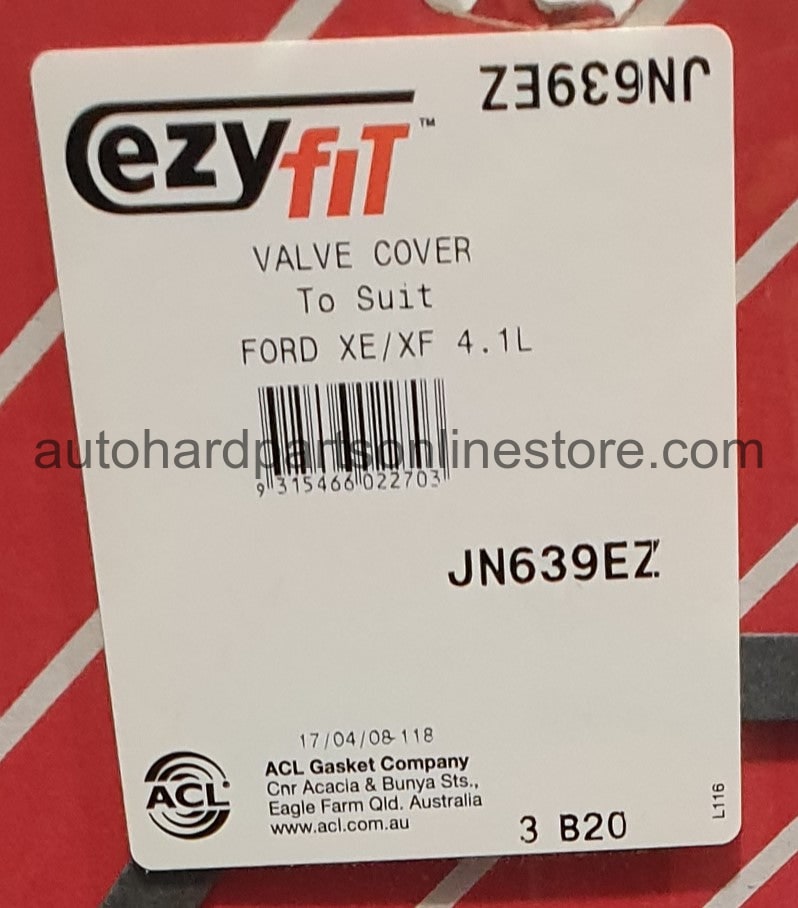 JN639EZ
ezyfiT™
VALVE COVER
To Suit
FORD XE/XF 4.1L
autohardpartsonlinestore.com
9 315466 022703
JN639EZ
17/04/08-118
ACL Gasket Company
Cnr Acacia & Bunya Sts.,
Eagle Farm Qld. Australia
www.acl.com.au
ACL
3 B20
L116